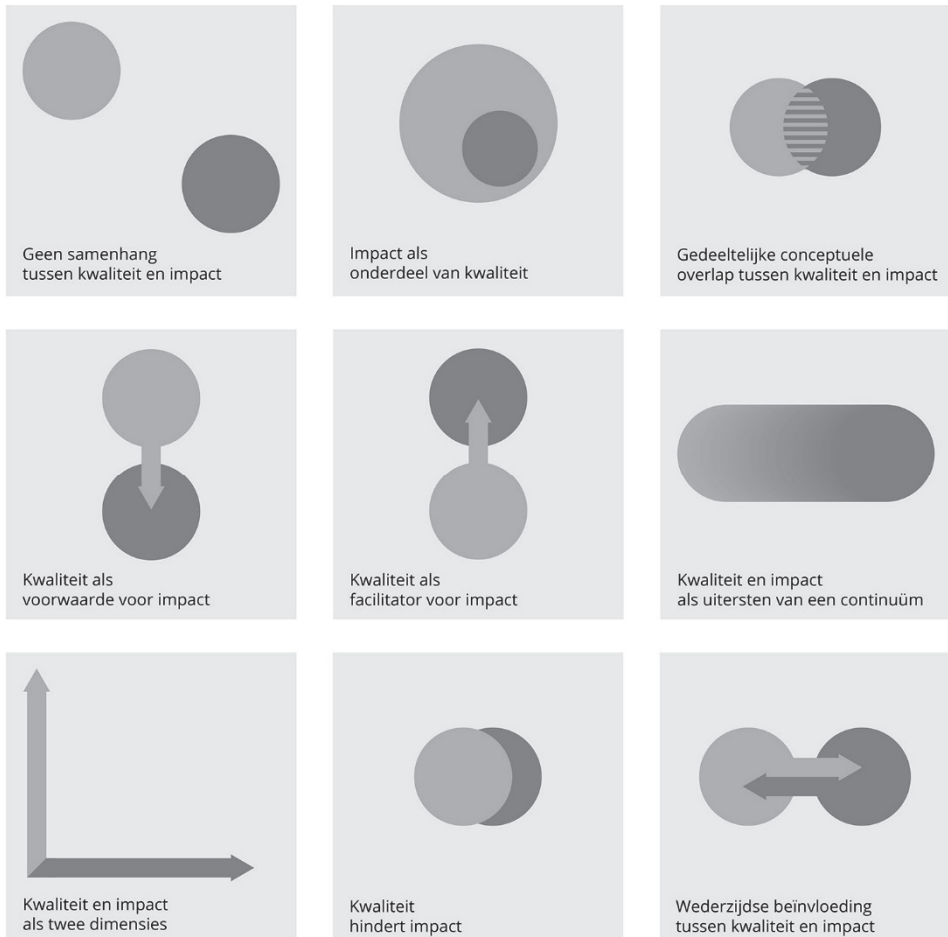 Geen samenhang
tussen kwaliteit en impact
Impact als
onderdeel van kwaliteit
Gedeeltelijke conceptuele
overlap tussen kwaliteit en impact
Kwaliteit als
voorwaarde voor impact
Kwaliteit als
facilitator voor impact
Kwaliteit en impact
als uitersten van een continuüm
Kwaliteit en impact
als twee dimensies
Kwaliteit
hindert impact
Wederzijdse beïnvloeding
tussen kwaliteit en impact